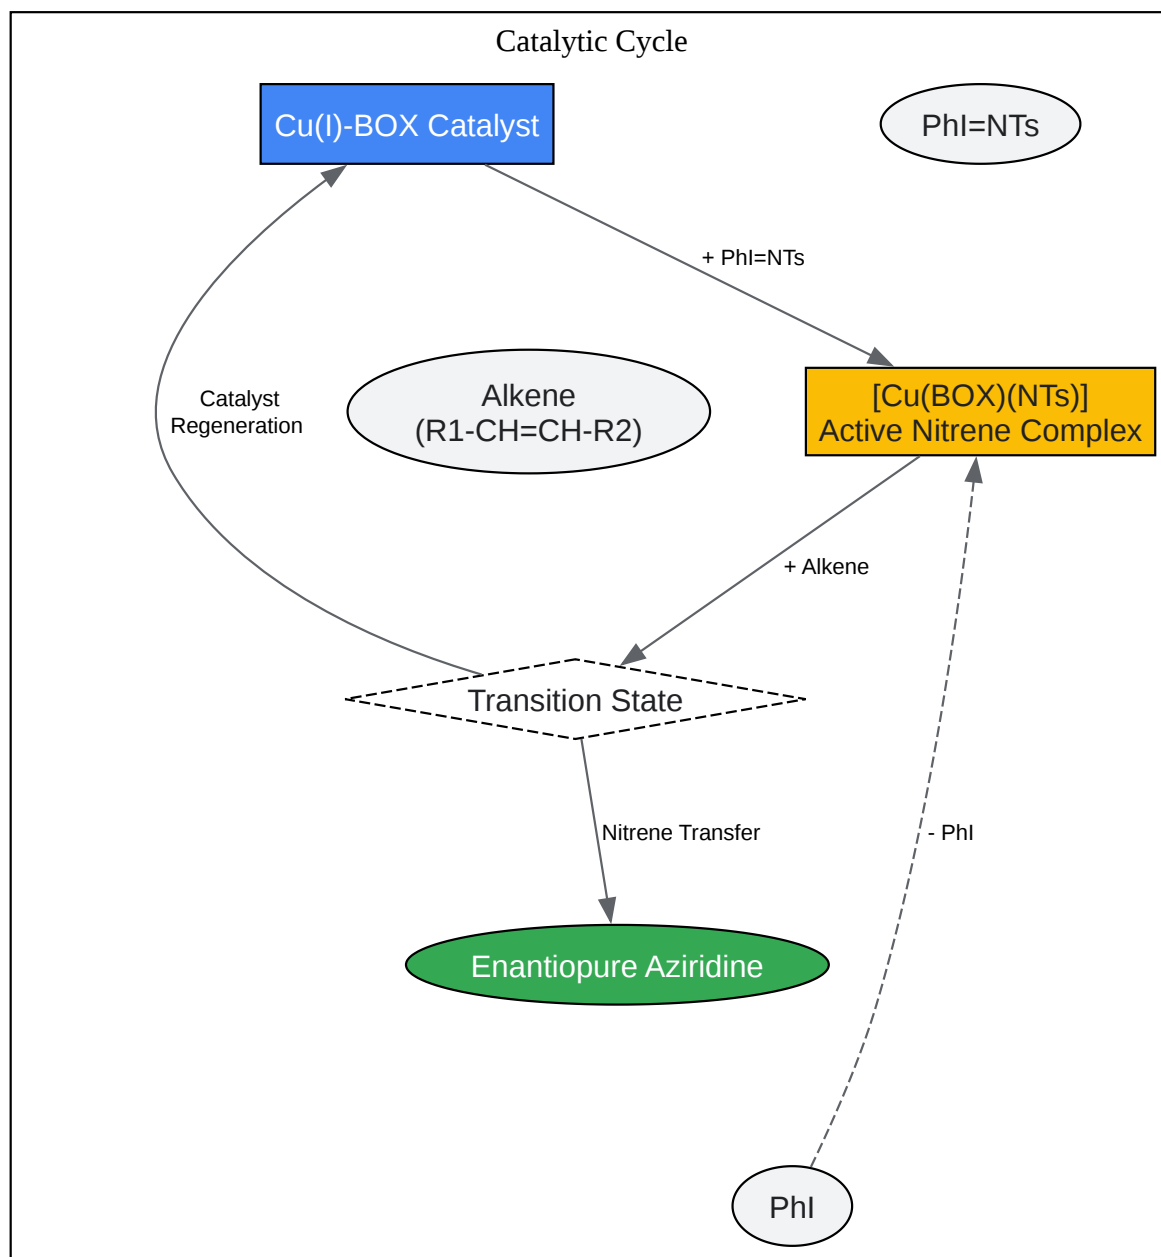 Catalytic Cycle
Cu(I)-BOX Catalyst
PhI=NTs
+ PhI=NTs
Alkene
(R1-CH=CH-R2)
[Cu(BOX)(NTs)]
Active Nitrene Complex
Catalyst
Regeneration
+ Alkene
Transition State
Nitrene Transfer
- PhI
Enantiopure Aziridine
PhI